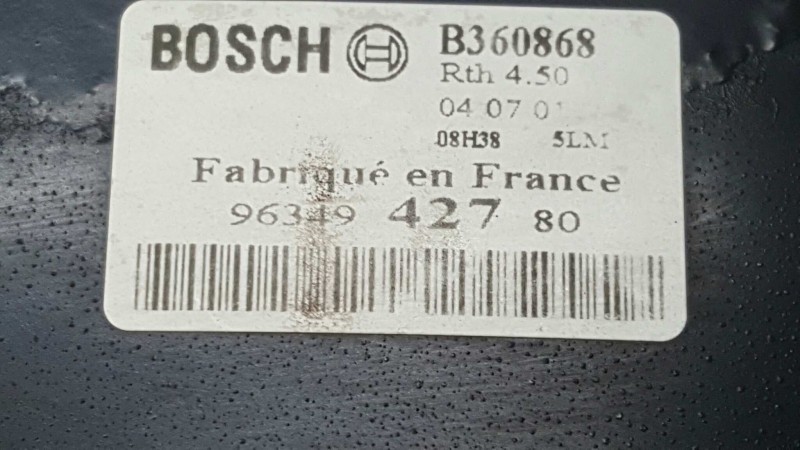 BOSCH B360868
Rth 4.50
04 07 01
08H38 5LM
Fabriqué en France
96349 427 80